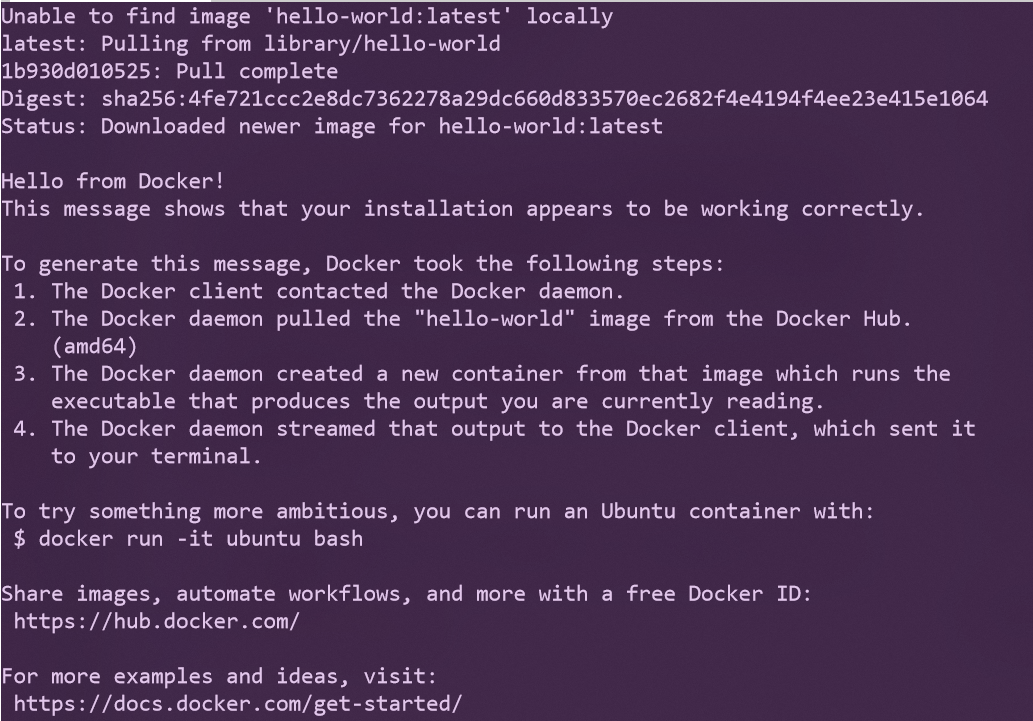 Unable to find image 'hello-world:latest' locally
latest: Pulling from library/hello-world
1b930d010525: Pull complete
Digest: sha256:4fe721ccc2e8dc7362278a29dc660d833570ec2682f4e4194f4ee23e415e1064
Status: Downloaded newer image for hello-world:latest

Hello from Docker!
This message shows that your installation appears to be working correctly.

To generate this message, Docker took the following steps:
 1. The Docker client contacted the Docker daemon.
 2. The Docker daemon pulled the "hello-world" image from the Docker Hub.
    (amd64)
 3. The Docker daemon created a new container from that image which runs the
    executable that produces the output you are currently reading.
 4. The Docker daemon streamed that output to the Docker client, which sent it
    to your terminal.

To try something more ambitious, you can run an Ubuntu container with:
 $ docker run -it ubuntu bash

Share images, automate workflows, and more with a free Docker ID:
 https://hub.docker.com/

For more examples and ideas, visit:
 https://docs.docker.com/get-started/